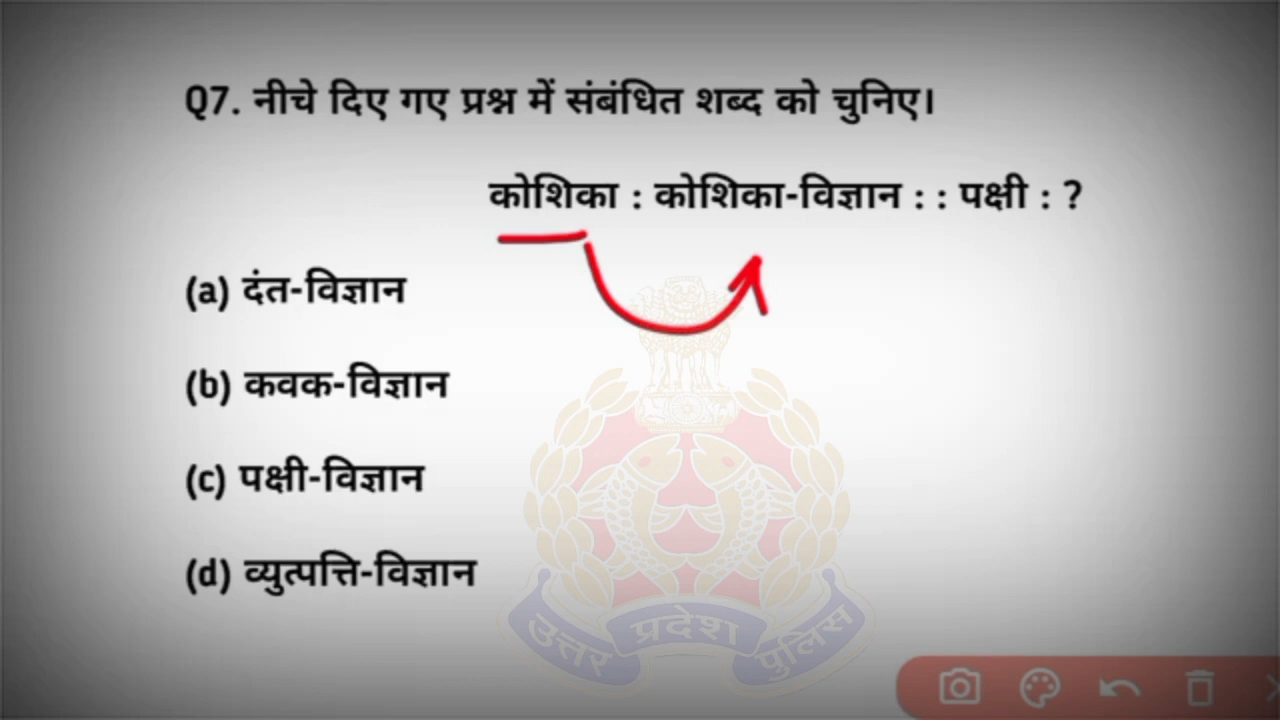 Q7. नीचे दिए गए प्रश्न में संबंधित शब्द को चुनिए।
कोशिका : कोशिका-विज्ञान : : पक्षी : ?
(a) दंत-विज्ञान
(b) कवक-विज्ञान
(c) पक्षी-विज्ञान
(d) व्युत्पत्ति-विज्ञान
उत्तर प्रदेश पुलिस